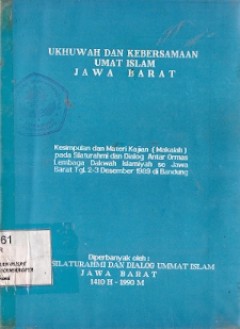 UKHUWAH DAN KEBERSAMAAN
UMAT ISLAM
JAWA BARAT
Kesimpulan dan Materi Kajian ( Makalah )
pada Silaturahmi dan Dialog Antar Ormas
Lembaga Dakwah Islamiyah se Jawa
Barat Tgl. 2-3 Desember 1989 di Bandung
61
Diperbanyak oleh :
SILATURAHMI DAN DIALOG UMMAT ISLAM
JAWA BARAT
1410 H - 1990 M